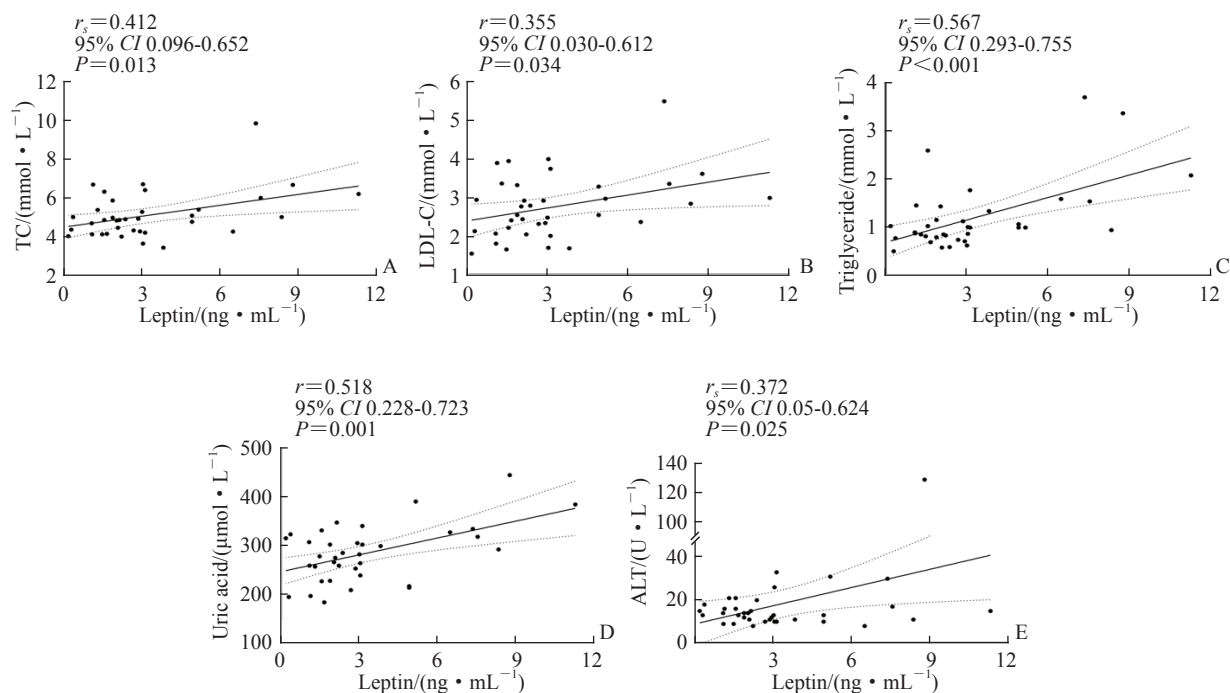 r_s=0.412
95% CI 0.096-0.652
P=0.013
TC/(mmol·L⁻¹)
12
10
8
6
4
2
0 3 6 9 12
A
Leptin/(ng·mL⁻¹)
r=0.355
95% CI 0.030-0.612
P=0.034
LDL-C/(mmol·L⁻¹)
6
5
4
3
2
1
0 3 6 9 12
B
Leptin/(ng·mL⁻¹)
r_s=0.567
95% CI 0.293-0.755
P<0.001
Triglyceride/(mmol·L⁻¹)
4
3
2
1
0
0 3 6 9 12
C
Leptin/(ng·mL⁻¹)
r=0.518
95% CI 0.228-0.723
P=0.001
Uric acid/(μmol·L⁻¹)
500
400
300
200
100
0 3 6 9 12
D
Leptin/(ng·mL⁻¹)
r_s=0.372
95% CI 0.05-0.624
P=0.025
ALT/(U·L⁻¹)
140
120
100
80
40
20
0
0 3 6 9 12
E
Leptin/(ng·mL⁻¹)